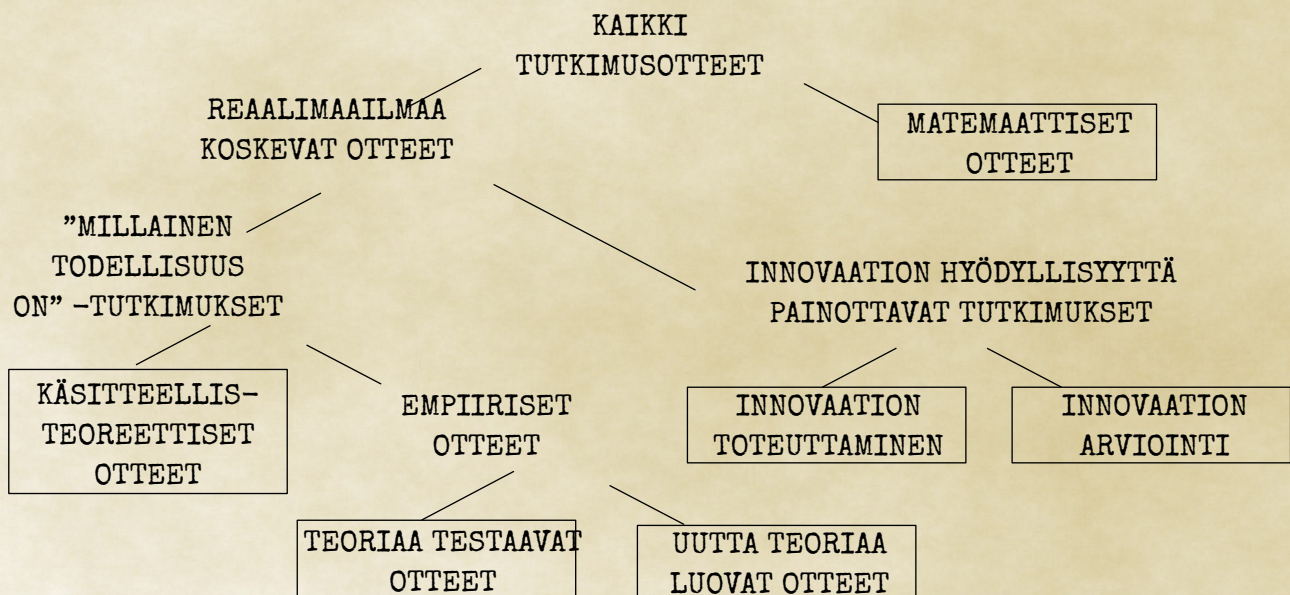 KAIKKI
TUTKIMUSOTTEET
REAALIMAAILMAA
KOSKEVAT OTTEET
MATEMAATTISET
OTTEET
”MILLAINEN
TODELLISUUS
ON” –TUTKIMUKSET
INNOVAATION HYÖDYLLISYYTTÄ
PAINOTTAVAT TUTKIMUKSET
KÄSITTEELLIS-
TEOREETTISET
OTTEET
EMPIIRISET
OTTEET
INNOVAATION
TOTEUTTAMINEN
INNOVAATION
ARVIOINTI
TEORIAA TESTAAVAT
OTTEET
UUTTA TEORIAA
LUOVAT OTTEET